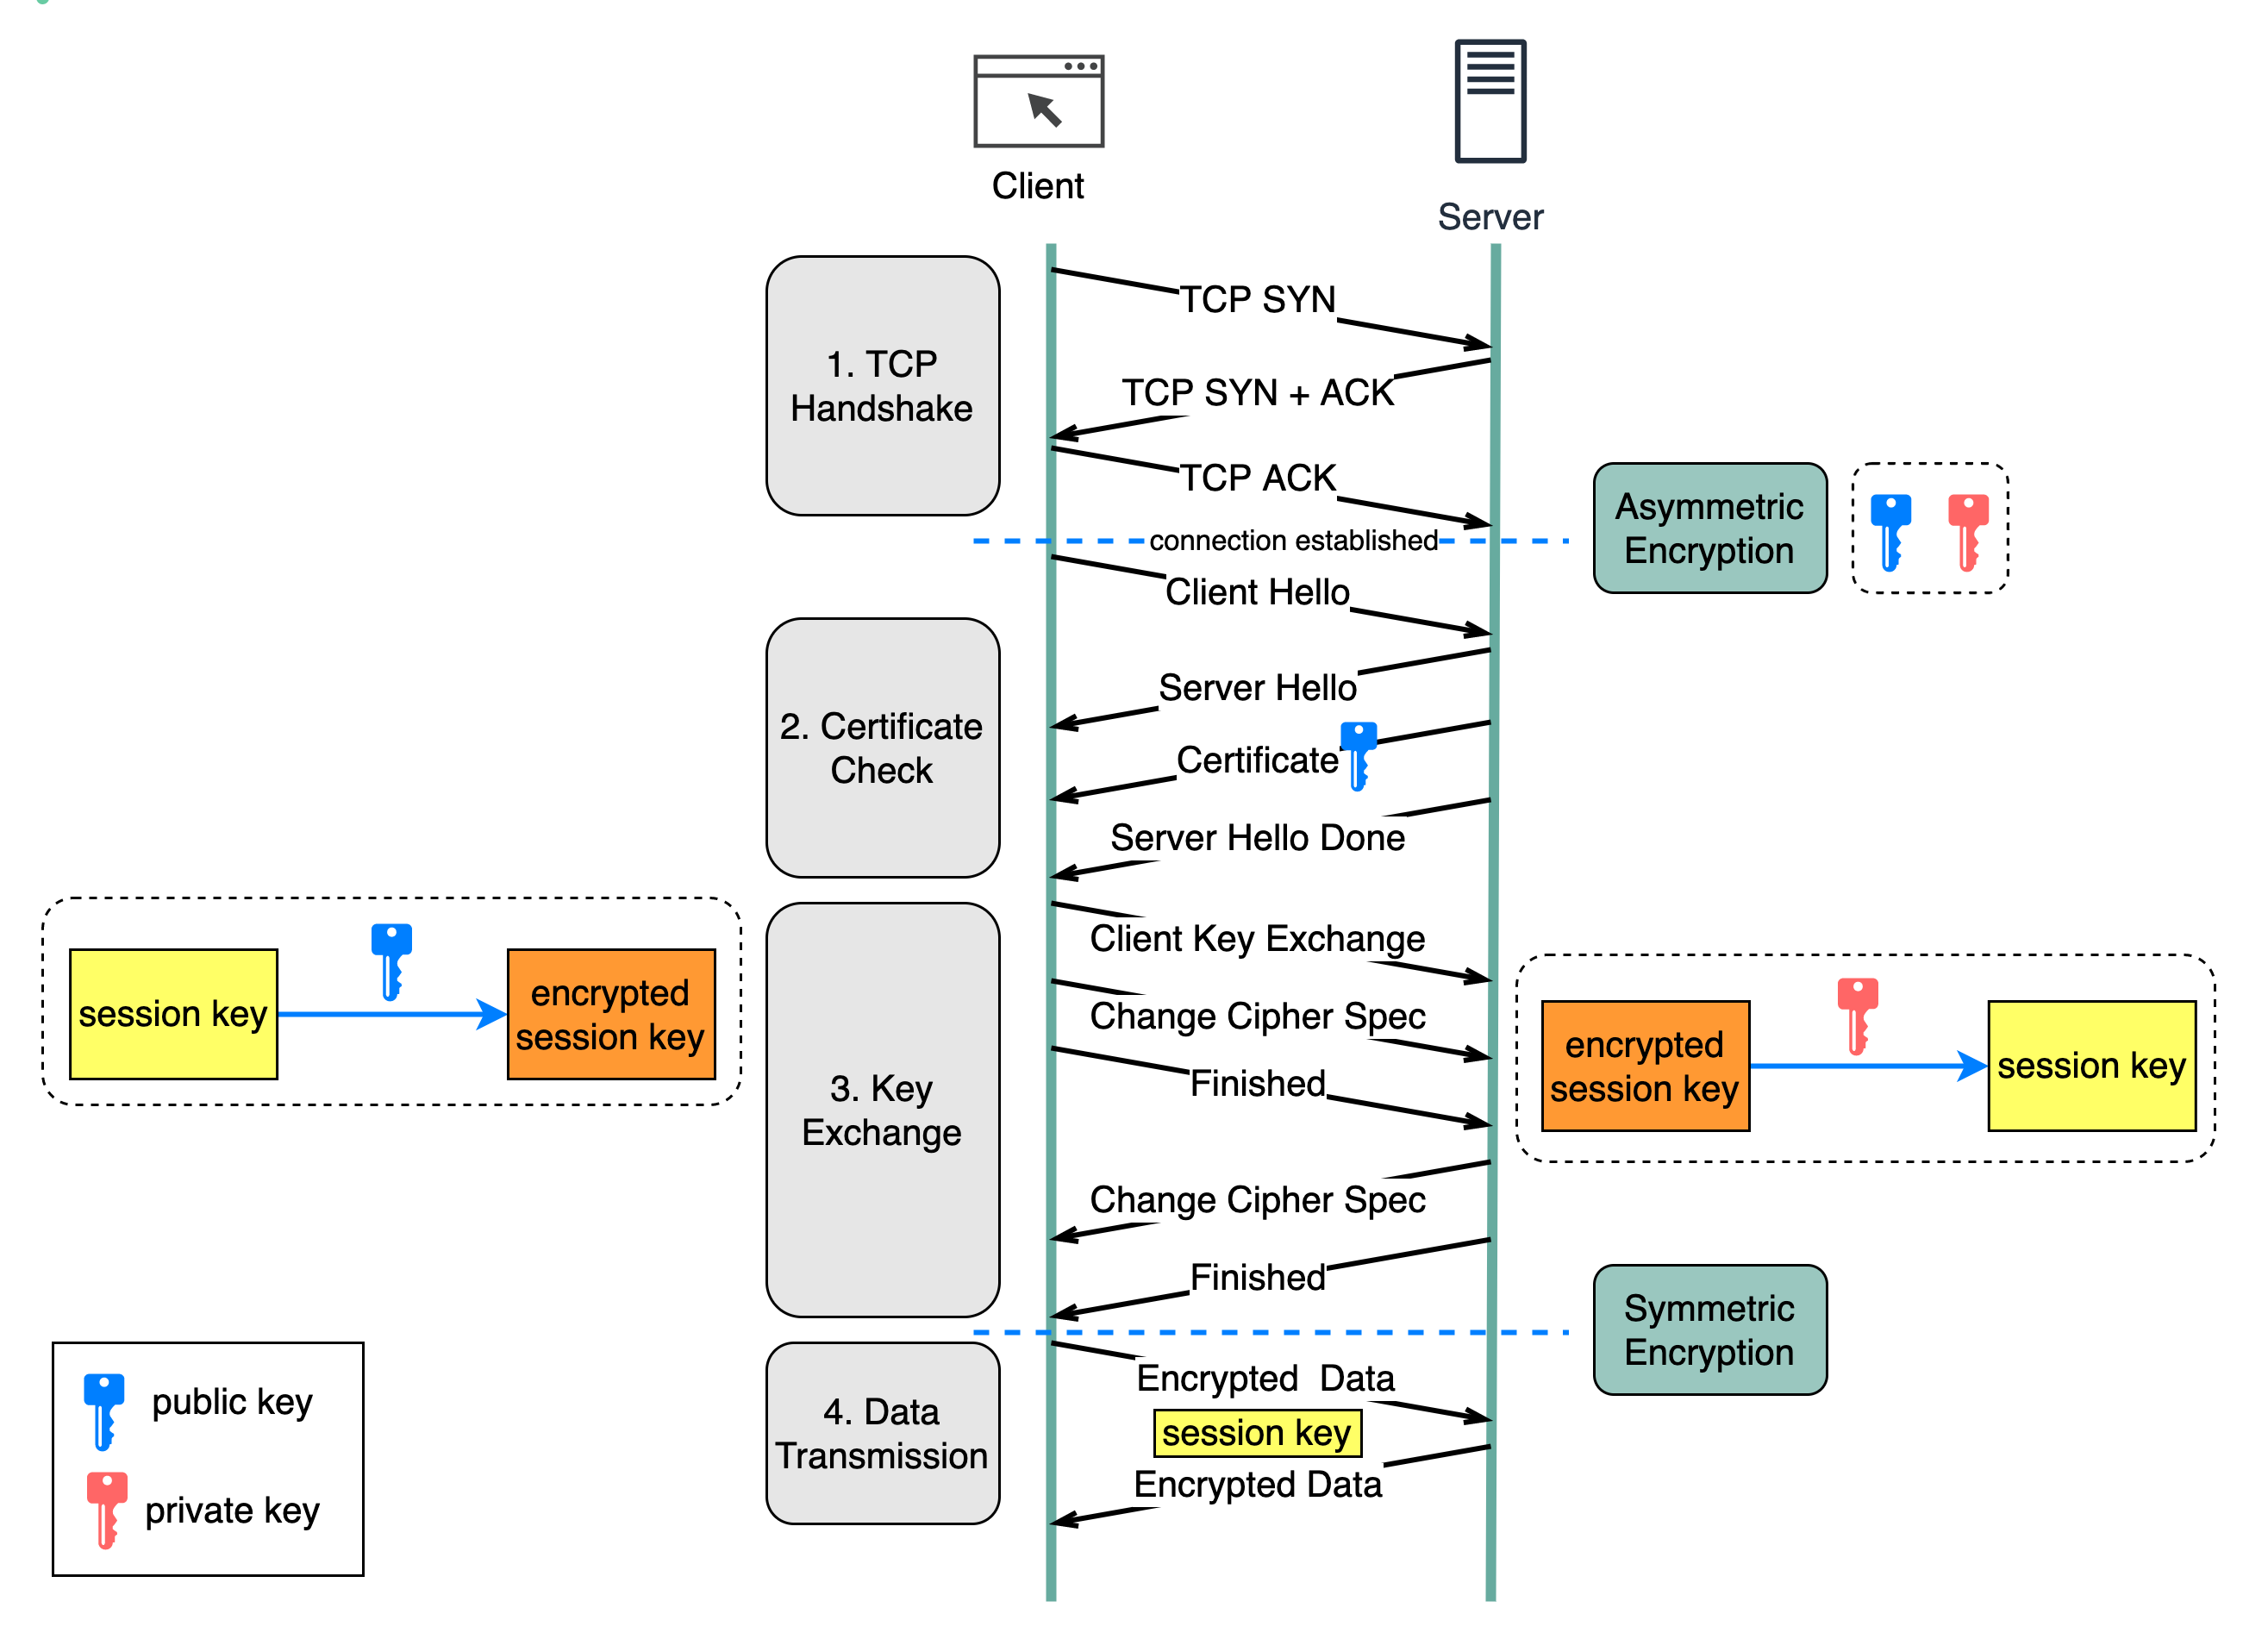 Client
Server
TCP SYN
1. TCP
Handshake
TCP SYN + ACK
TCP ACK
Asymmetric
Encryption
connection established
Client Hello
Server Hello
2. Certificate
Check
Certificate
Server Hello Done
Client Key Exchange
session key
encrypted
session key
Change Cipher Spec
encrypted
session key
session key
Finished
3. Key
Exchange
Change Cipher Spec
Finished
Symmetric
Encryption
Encrypted  Data
4. Data
Transmission
session key
Encrypted Data
public key
private key